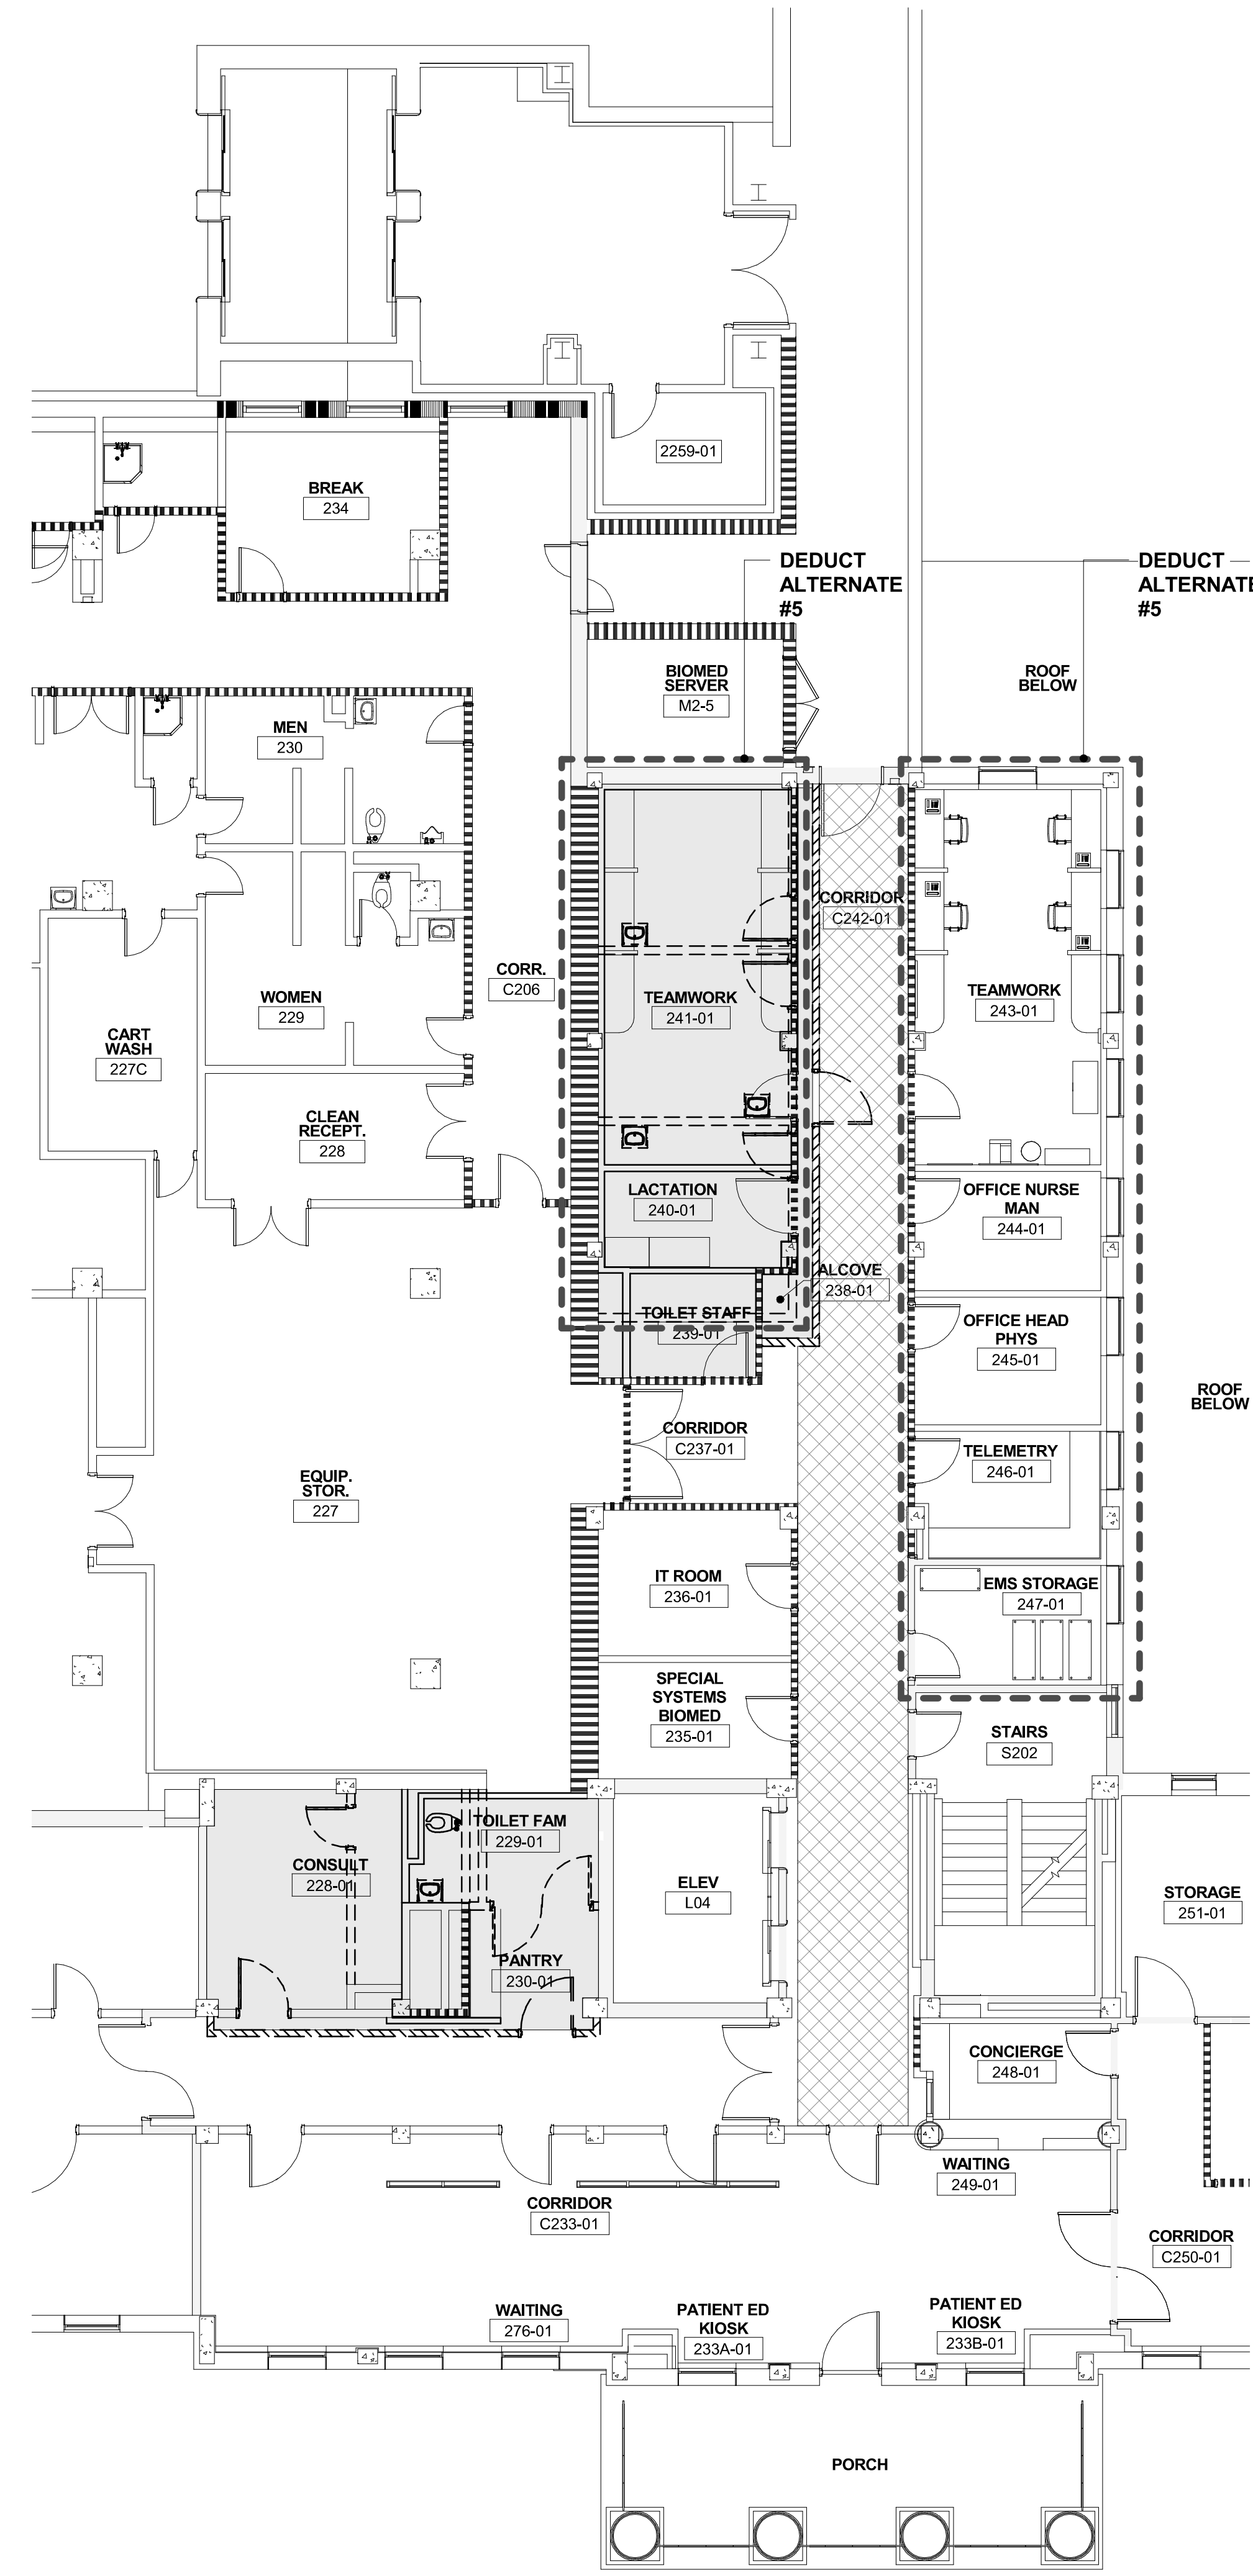 2259-01
BREAK
234
DEDUCT
ALTERNATE
#5
DEDUCT
ALTERNATE
#5
BIOMED
SERVER
M2-5
ROOF
BELOW
MEN
230
CORRIDOR
C242-01
CORR.
C206
TEAMWORK
241-01
TEAMWORK
243-01
WOMEN
229
CART
WASH
227C
CLEAN
RECEPT.
228
LACTATION
240-01
OFFICE NURSE
MAN
244-01
ALCOVE
238-01
TOILET STAFF
239-01
OFFICE HEAD
PHYS
245-01
ROOF
BELOW
CORRIDOR
C237-01
TELEMETRY
246-01
EQUIP.
STOR.
227
IT ROOM
236-01
EMS STORAGE
247-01
SPECIAL
SYSTEMS
BIOMED
235-01
STAIRS
S202
TOILET FAM
229-01
CONSULT
228-01
ELEV
L04
STORAGE
251-01
PANTRY
230-01
CONCIERGE
248-01
WAITING
249-01
CORRIDOR
C233-01
CORRIDOR
C250-01
WAITING
276-01
PATIENT ED
KIOSK
233A-01
PATIENT ED
KIOSK
233B-01
PORCH